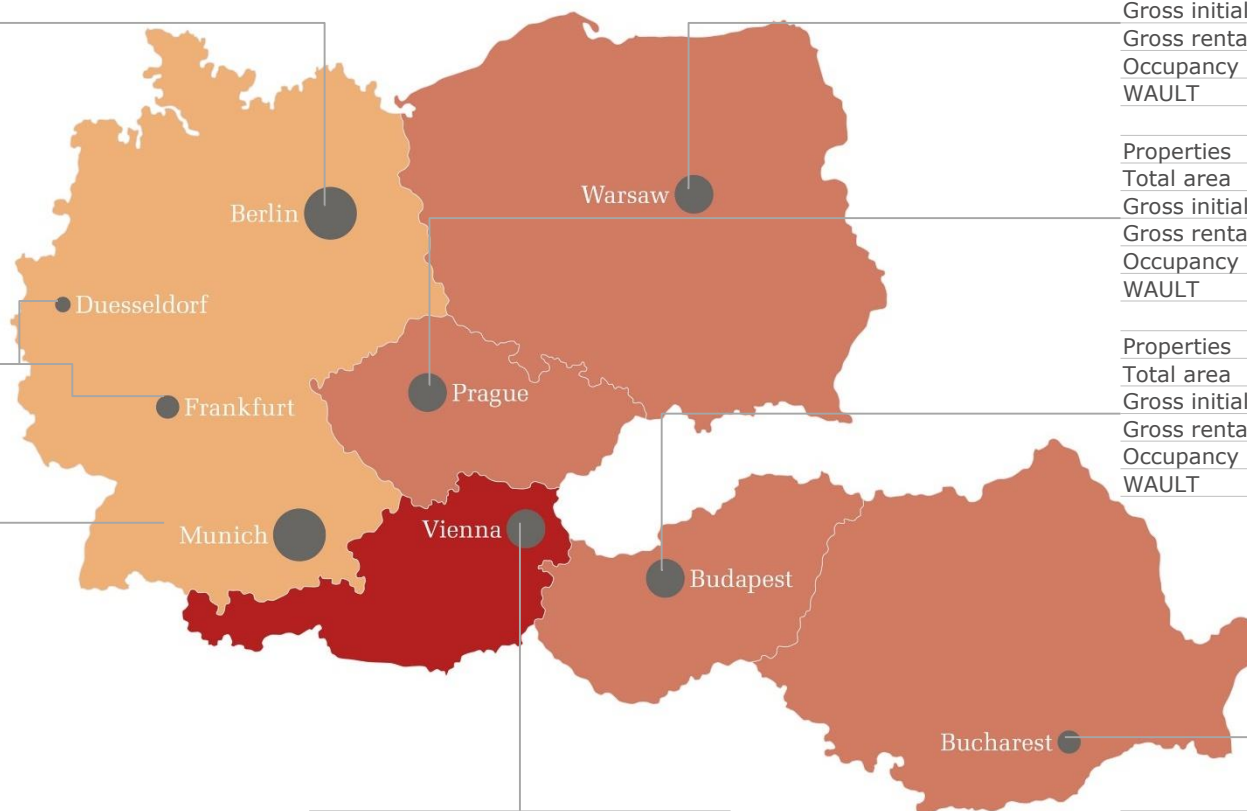 Gross initial
Gross renta
Occupancy
WAULT
Properties
Total area
Gross initial
Gross renta
Occupancy
WAULT
Properties
Total area
Gross initial
Gross renta
Occupancy
WAULT
Berlin
Warsaw
Duesseldorf
Frankfurt
Prague
Munich
Vienna
Budapest
Bucharest